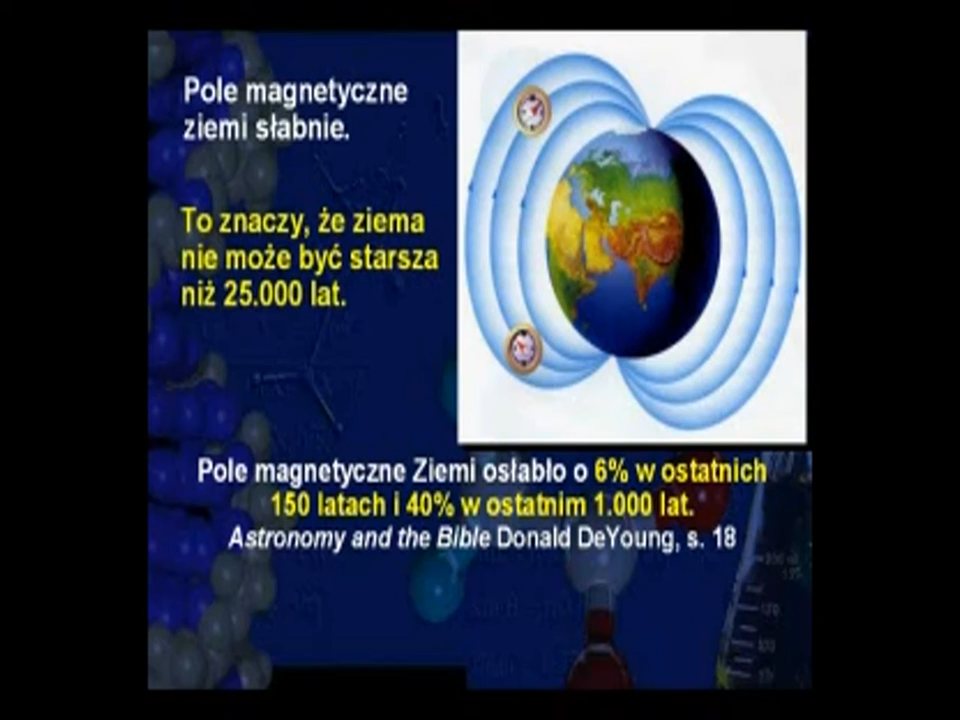 Pole magnetyczne
ziemi słabnie.
To znaczy, że ziema
nie może być starsza
niż 25.000 lat.
Pole magnetyczne Ziemi osłabło o 6% w ostatnich
150 latach i 40% w ostatnim 1.000 lat.
Astronomy and the Bible Donald DeYoung, s. 18